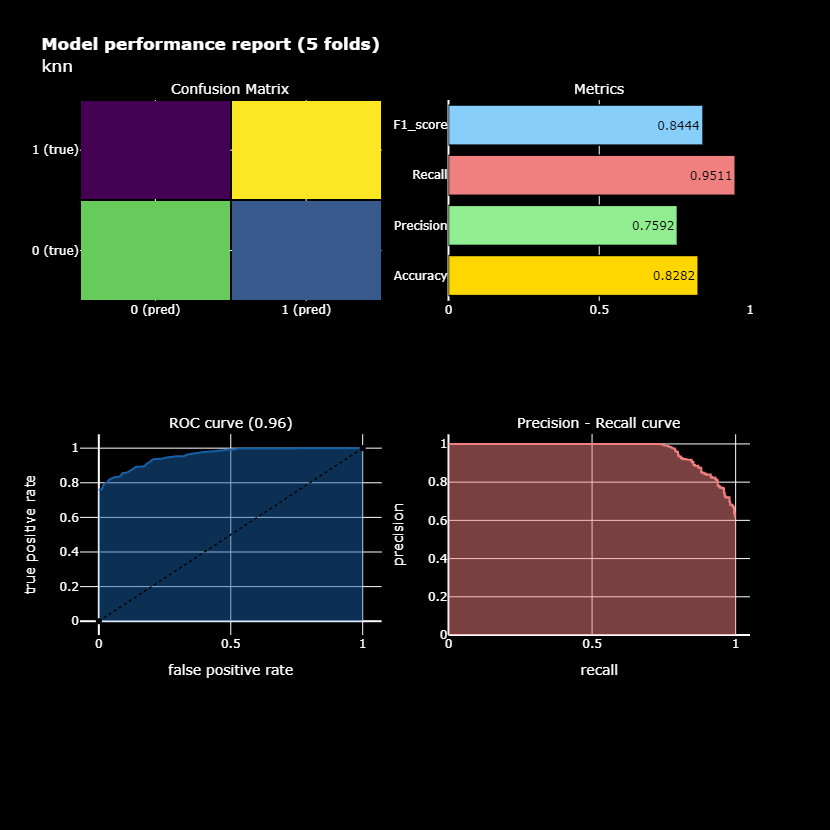 Model performance report (5 folds)
knn
Confusion Matrix
1 (true)
0 (true)
0 (pred) 1 (pred)
Metrics
F1_score 0.8444
Recall 0.9511
Precision 0.7592
Accuracy 0.8282
0 0.5 1
ROC curve (0.96)
true positive rate
1
0.8
0.6
0.4
0.2
0
0 0.5 1
false positive rate
Precision - Recall curve
precision
1
0.8
0.6
0.4
0.2
0
0 0.5 1
recall